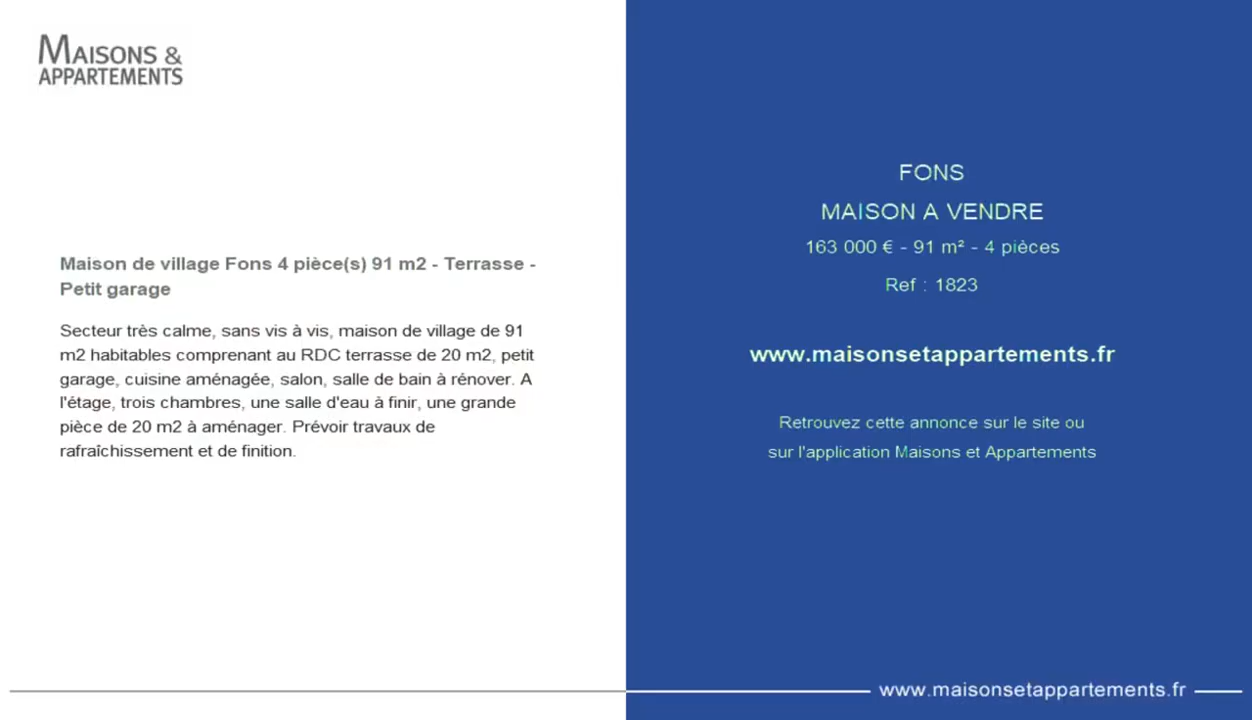 MAISONS &
APPARTEMENTS
Maison de village Fons 4 pièce(s) 91 m2 - Terrasse -
Petit garage
Secteur très calme, sans vis à vis, maison de village de 91
m2 habitables comprenant au RDC terrasse de 20 m2, petit
garage, cuisine aménagée, salon, salle de bain à rénover. A
l'étage, trois chambres, une salle d'eau à finir, une grande
pièce de 20 m2 à aménager. Prévoir travaux de
rafraîchissement et de finition.
FONS
MAISON A VENDRE
163 000 € - 91 m² - 4 pièces
Ref : 1823
www.maisonsetappartements.fr
Retrouvez cette annonce sur le site ou
sur l'application Maisons et Appartements
www.maisonsetappartements.fr